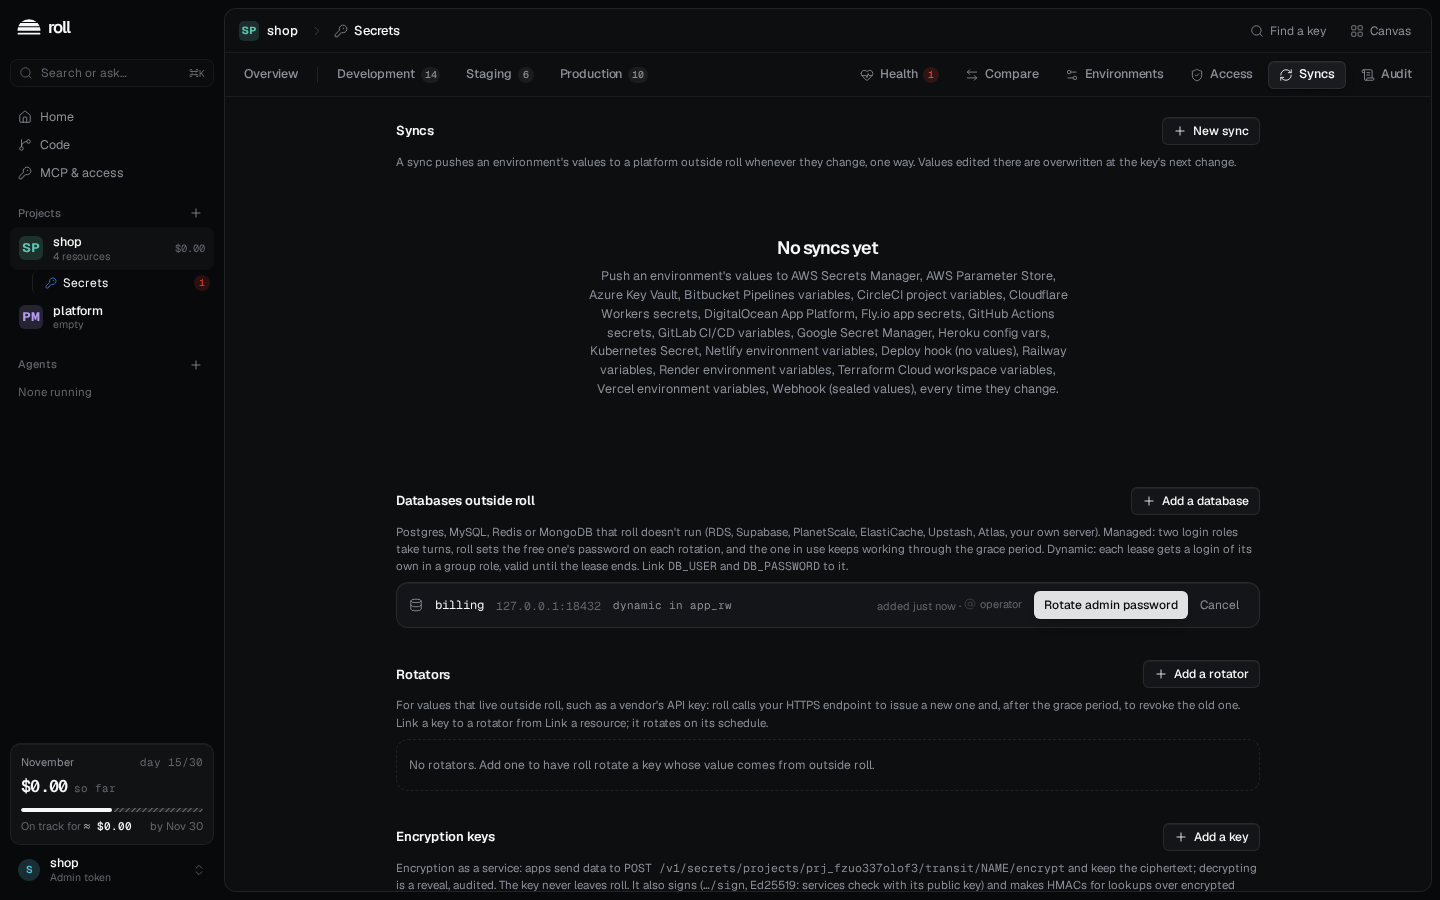 roll
Search or ask...
⌘K
Home
Code
MCP & access
Projects
SP
shop
4 resources
$0.00
Secrets
1
PM
platform
empty
Agents
None running
November
day 15/30
$0.00 so far
On track for ≈ $0.00
by Nov 30
S
shop
Admin token
SP shop
Secrets
Find a key
Canvas
Overview
Development 14
Staging 6
Production 10
Health 1
Compare
Environments
Access
Syncs
Audit
Syncs
New sync
A sync pushes an environment's values to a platform outside roll whenever they change, one way. Values edited there are overwritten at the key's next change.
No syncs yet
Push an environment's values to AWS Secrets Manager, AWS Parameter Store,
Azure Key Vault, Bitbucket Pipelines variables, CircleCI project variables, Cloudflare
Workers secrets, DigitalOcean App Platform, Fly.io app secrets, GitHub Actions
secrets, GitLab CI/CD variables, Google Secret Manager, Heroku config vars,
Kubernetes Secret, Netlify environment variables, Deploy hook (no values), Railway
variables, Render environment variables, Terraform Cloud workspace variables,
Vercel environment variables, Webhook (sealed values), every time they change.
Databases outside roll
Add a database
Postgres, MySQL, Redis or MongoDB that roll doesn't run (RDS, Supabase, PlanetScale, ElastiCache, Upstash, Atlas, your own server). Managed: two login roles
take turns, roll sets the free one's password on each rotation, and the one in use keeps working through the grace period. Dynamic: each lease gets a login of its
own in a group role, valid until the lease ends. Link DB_USER and DB_PASSWORD to it.
billing
127.0.0.1:18432
dynamic in app_rw
added just now · @ operator
Rotate admin password
Cancel
Rotators
Add a rotator
For values that live outside roll, such as a vendor's API key: roll calls your HTTPS endpoint to issue a new one and, after the grace period, to revoke the old one.
Link a key to a rotator from Link a resource; it rotates on its schedule.
No rotators. Add one to have roll rotate a key whose value comes from outside roll.
Encryption keys
Add a key
Encryption as a service: apps send data to POST /v1/secrets/projects/prj_fzuo337olof3/transit/NAME/encrypt and keep the ciphertext; decrypting
is a reveal, audited. The key never leaves roll. It also signs (…/sign, Ed25519: services check with its public key) and makes HMACs for lookups over encrypted